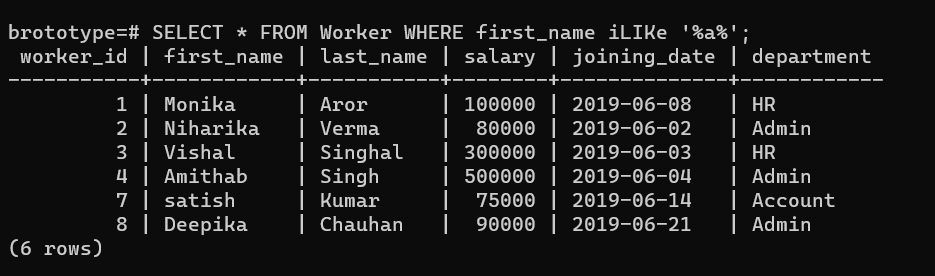 brototype=# SELECT * FROM Worker WHERE first_name iLIKe '%a%';
 worker_id | first_name | last_name | salary | joining_date | department
-----------+------------+-----------+--------+--------------+------------
         1 | Monika     | Aror      | 100000 | 2019-06-08   | HR
         2 | Niharika   | Verma     |  80000 | 2019-06-02   | Admin
         3 | Vishal     | Singhal   | 300000 | 2019-06-03   | HR
         4 | Amithab    | Singh     | 500000 | 2019-06-04   | Admin
         7 | satish     | Kumar     |  75000 | 2019-06-14   | Account
         8 | Deepika    | Chauhan   |  90000 | 2019-06-21   | Admin
(6 rows)